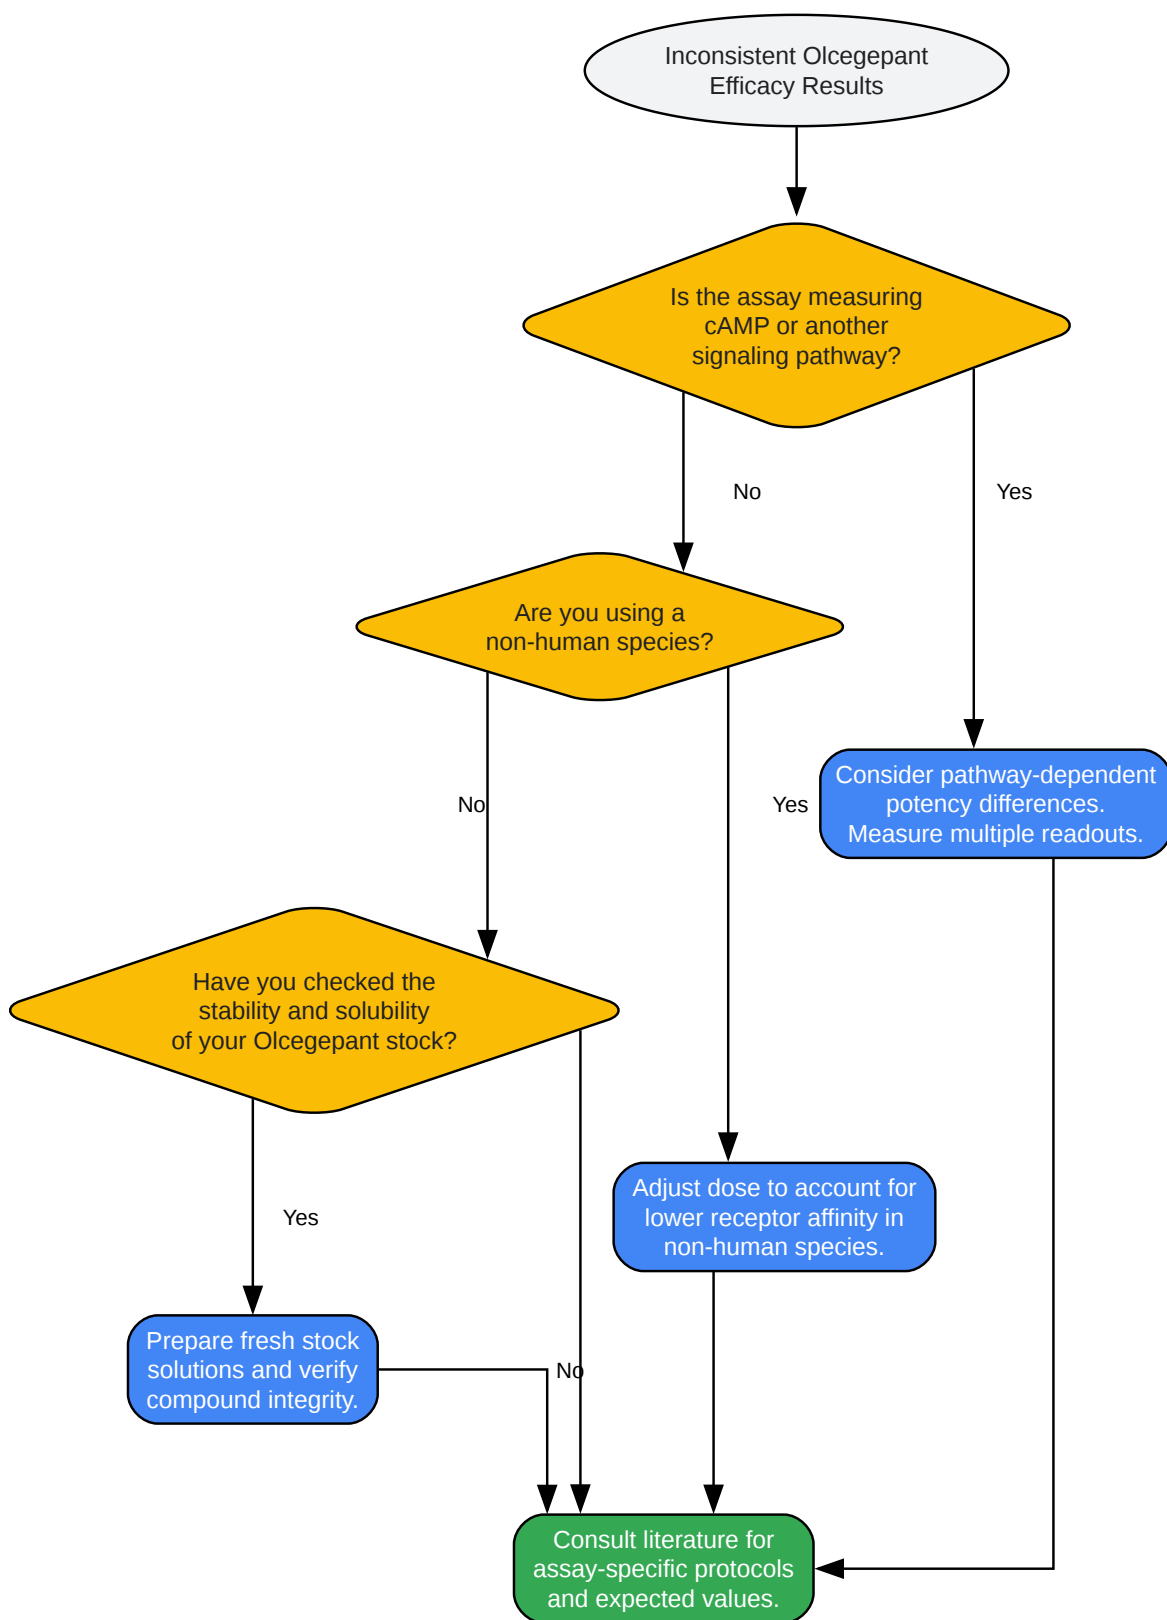 Inconsistent Olcegepant
Efficacy Results
Is the assay measuring
cAMP or another
signaling pathway?
No
Yes
Are you using a
non-human species?
Consider pathway-dependent
potency differences.
Measure multiple readouts.
No
Yes
Have you checked the
stability and solubility
of your Olcegepant stock?
Adjust dose to account for
lower receptor affinity in
non-human species.
Yes
Prepare fresh stock
solutions and verify
compound integrity.
No
Consult literature for
assay-specific protocols
and expected values.